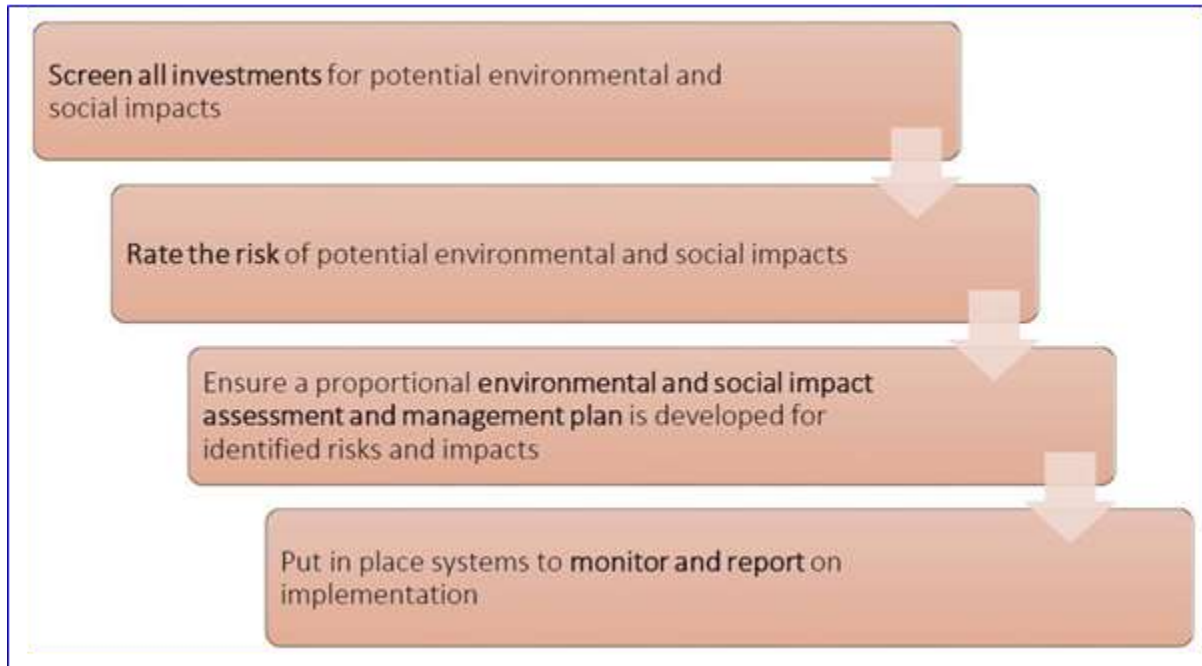 Screen all investments for potential environmental and
social impacts
Rate the risk of potential environmental and social impacts
Ensure a proportional environmental and social impact
assessment and management plan is developed for
identified risks and impacts
Put in place systems to monitor and report on
implementation